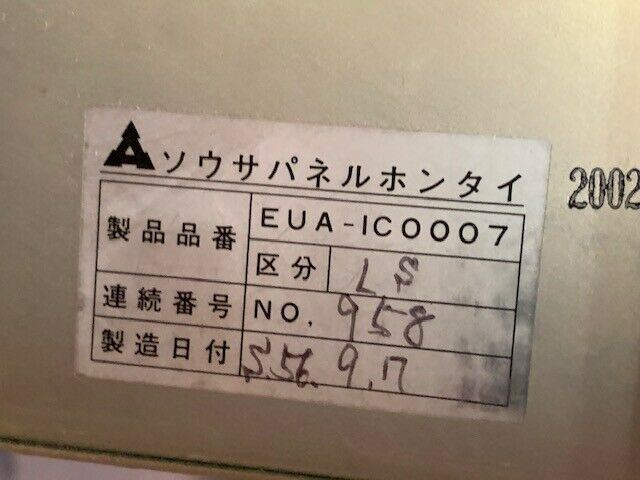 ソウサパネルホンタイ
2002
製品品番 EUA-IC0007
区分 LS
連続番号 NO. 958
製造日付 S.56. 9.17